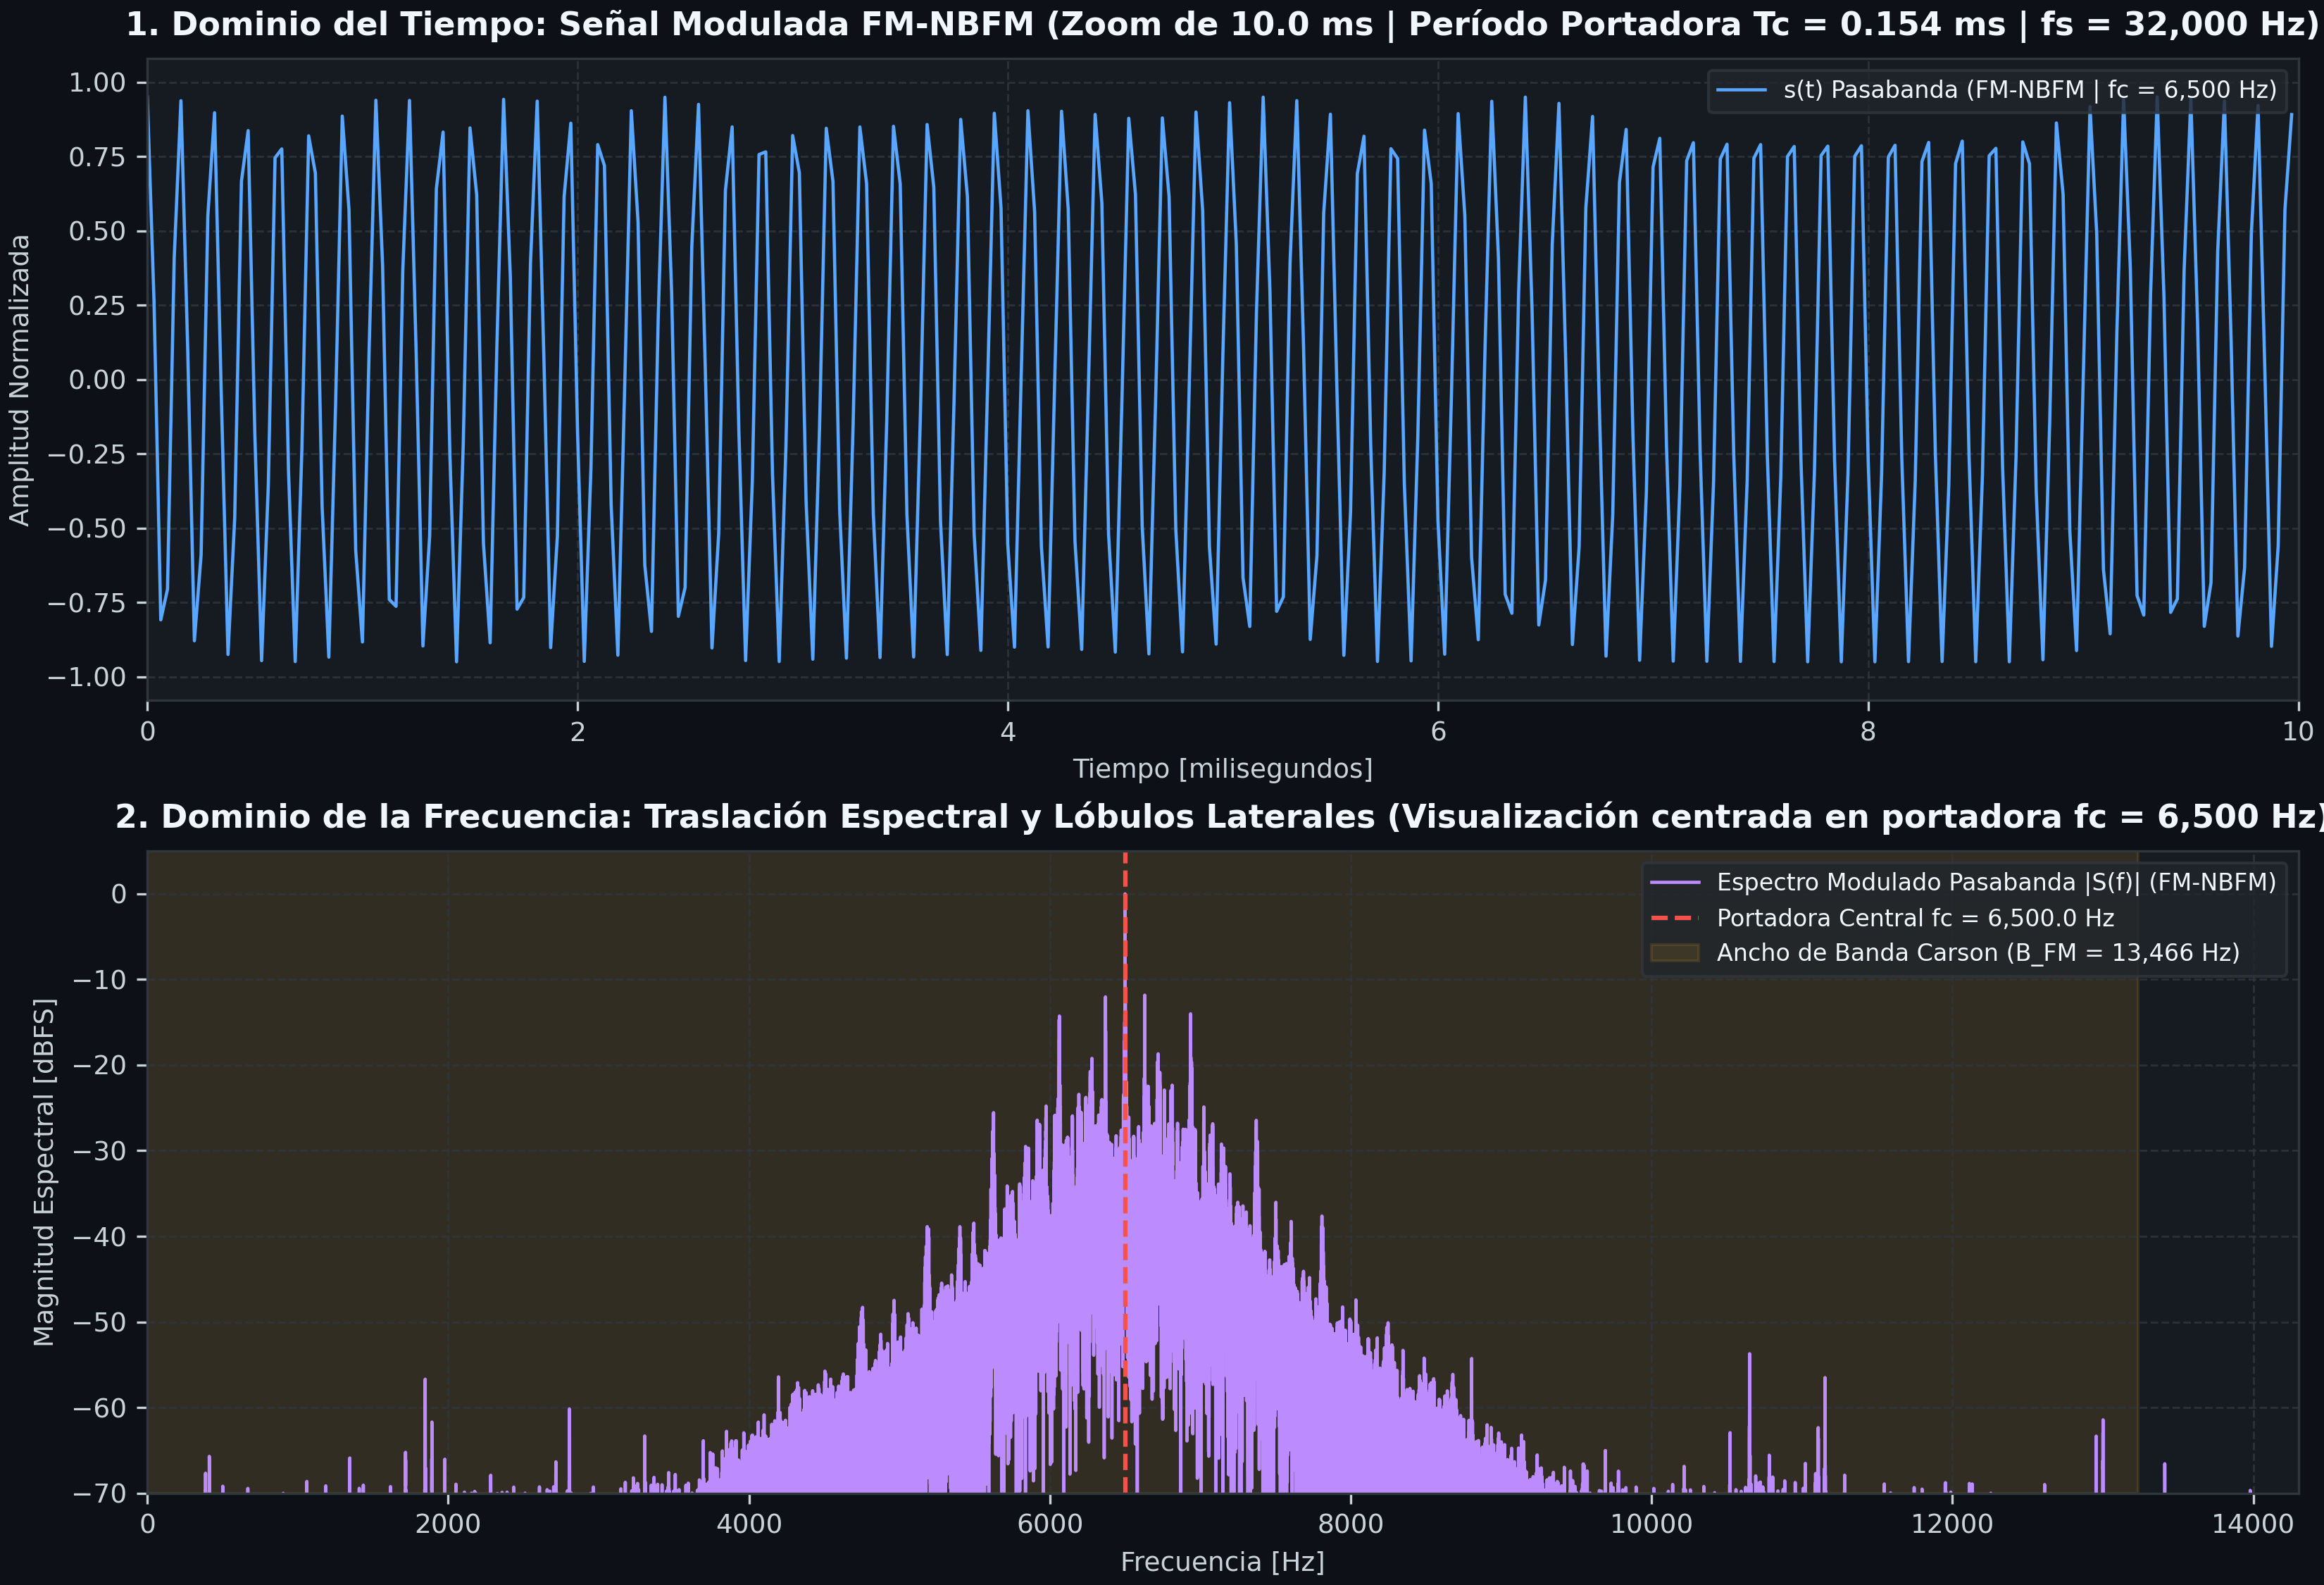 1. Dominio del Tiempo: Señal Modulada FM-NBFM (Zoom de 10.0 ms | Período Portadora Tc = 0.154 ms | fs = 32,000 Hz)
s(t) Pasabanda (FM-NBFM | fc = 6,500 Hz)
Amplitud Normalizada
1.00
0.75
0.50
0.25
0.00
−0.25
−0.50
−0.75
−1.00
0 2 4 6 8 10
Tiempo [milisegundos]
2. Dominio de la Frecuencia: Traslación Espectral y Lóbulos Laterales (Visualización centrada en portadora fc = 6,500 Hz)
Espectro Modulado Pasabanda |S(f)| (FM-NBFM)
Portadora Central fc = 6,500.0 Hz
Ancho de Banda Carson (B_FM = 13,466 Hz)
Magnitud Espectral [dBFS]
0
−10
−20
−30
−40
−50
−60
−70
0 2000 4000 6000 8000 10000 12000 14000
Frecuencia [Hz]